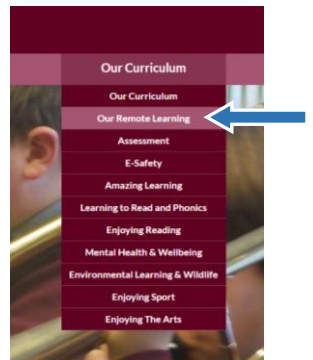 Our Curriculum
Our Curriculum
Our Remote Learning
Assessment
E-Safety
Amazing Learning
Learning to Read and Phonics
Enjoying Reading
Mental Health & Wellbeing
Environmental Learning & Wildlife
Enjoying Sport
Enjoying The Arts